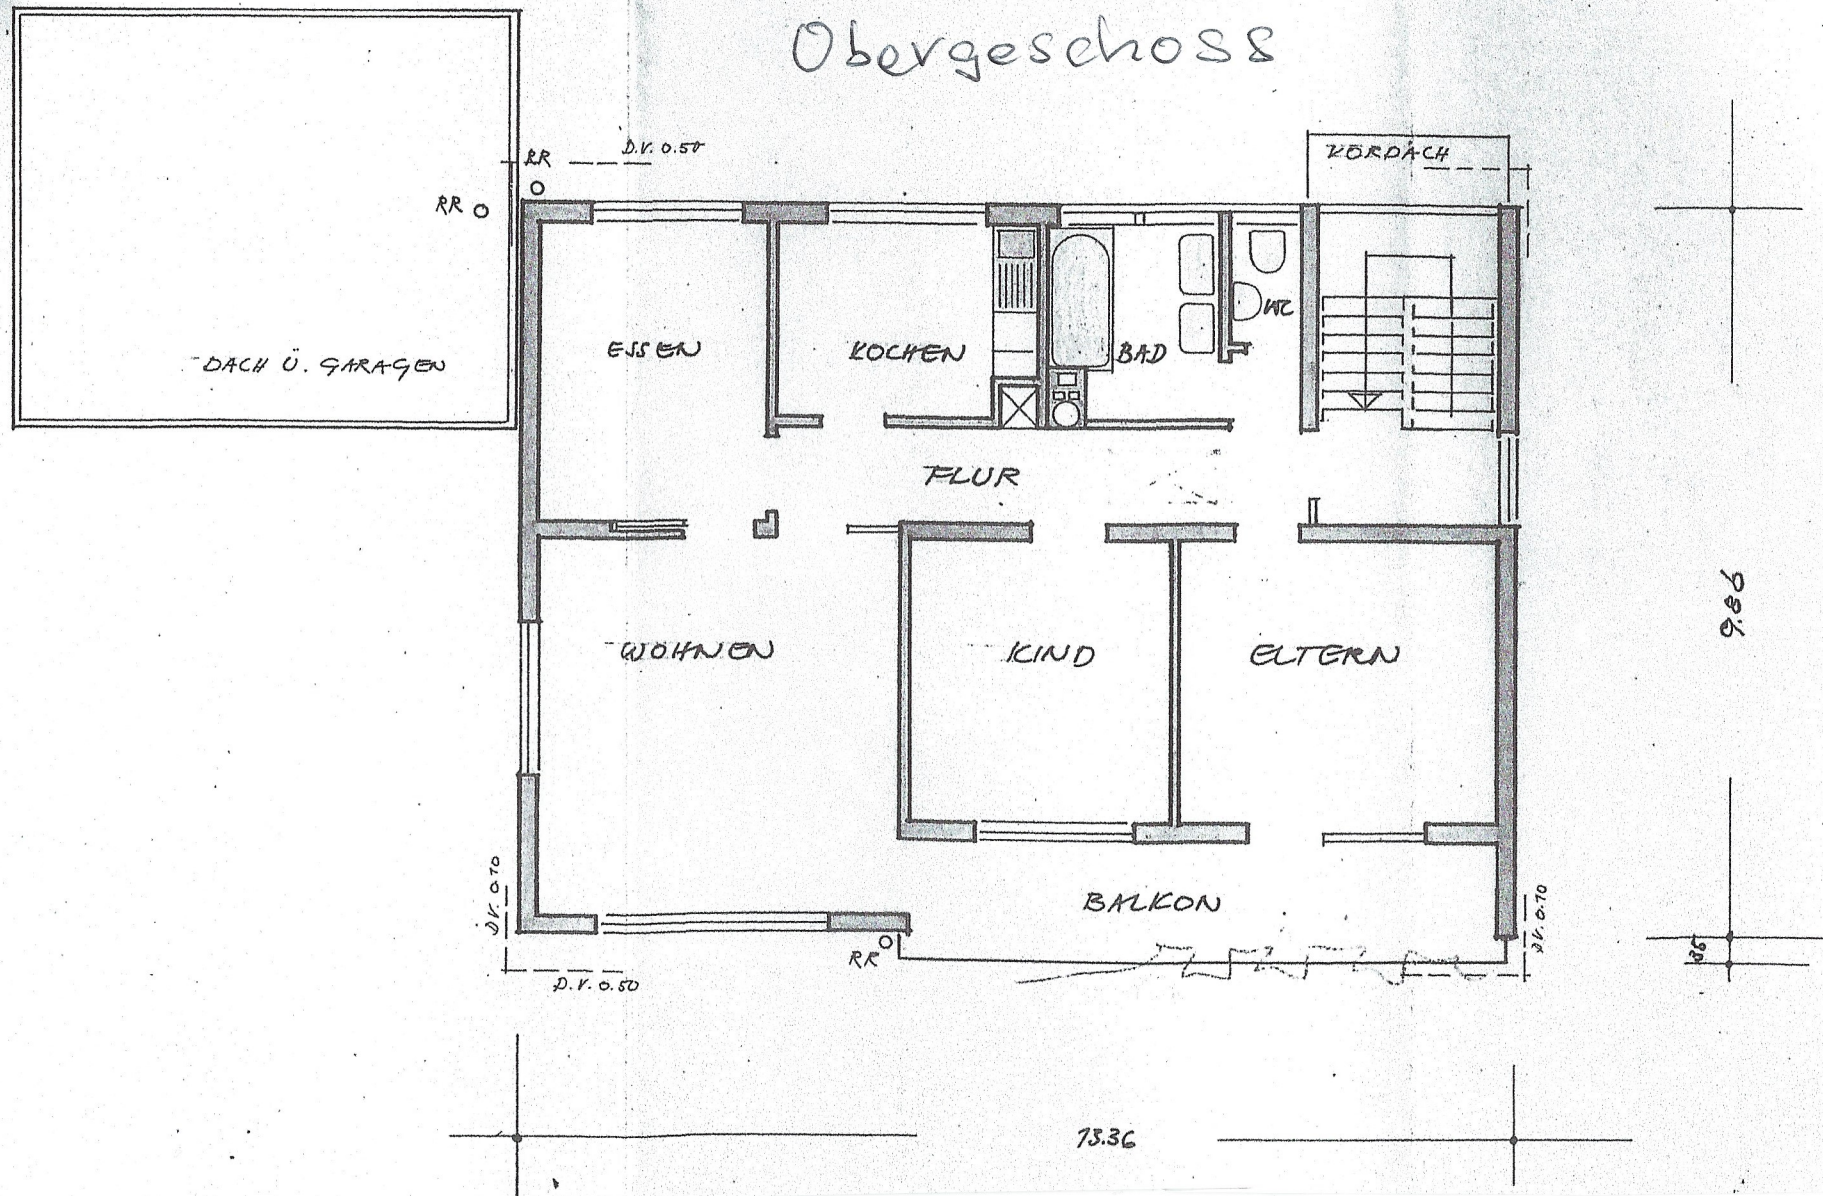 Obergeschoss
D.V. 0.50
VORDACH
RR
RR
DACH Ü. GARAGEN
ESSEN
KOCHEN
BAD
WC
FLUR
WOHNEN
KIND
ELTERN
9.86
BALKON
D.V. 0.70
D.V. 0.70
RR
35
D.V. 0.50
13.36